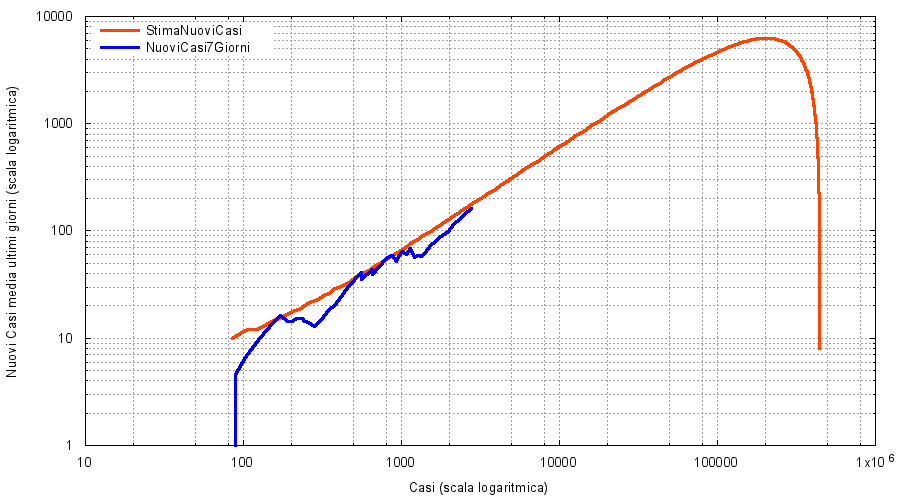 10000
1000
100
10
1
Nuovi Casi media ultimi giorni (scala logaritmica)
StimaNuoviCasi
NuoviCasi7Giorni
10 100 1000 10000 100000 1x10 6
Casi (scala logaritmica)